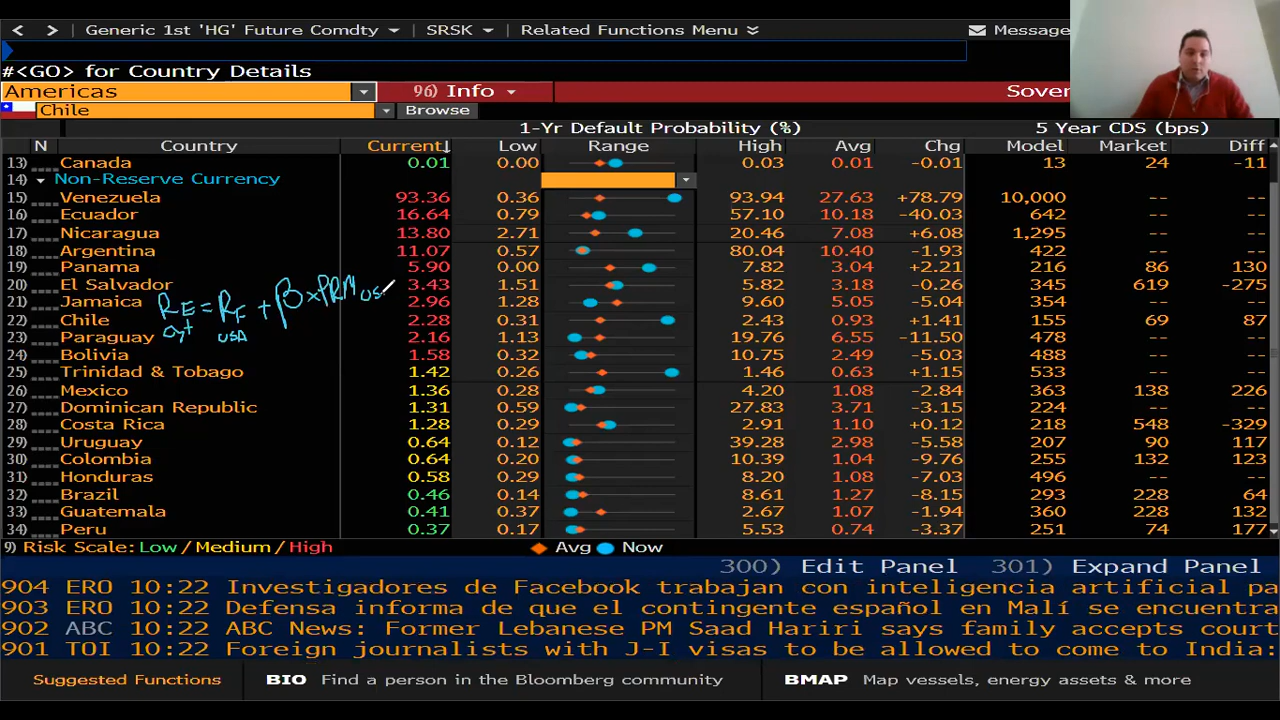 Generic 1st 'HG' Future Comdty SRSK Related Functions Menu Message
#<GO> for Country Details
Americas 96) Info Sover
Chile Browse
1-Yr Default Probability (%) 5 Year CDS (bps)
N Country Current↓ Low Range High Avg Chg Model Market Diff
13) Canada 0.01 0.00 0.03 0.01 -0.01 13 24 -11
14) Non-Reserve Currency
15) Venezuela 93.36 0.36 93.94 27.63 +78.79 10,000 -- --
16) Ecuador 16.64 0.79 57.10 10.18 -40.03 642 -- --
17) Nicaragua 13.80 2.71 20.46 7.08 +6.08 1,295 -- --
18) Argentina 11.07 0.57 80.04 10.40 -1.93 422 -- --
19) Panama 5.90 0.00 7.82 3.04 +2.21 216 86 130
20) El Salvador 3.43 1.51 5.82 3.18 -0.26 345 619 -275
21) Jamaica 2.96 1.28 9.60 5.05 -5.04 354 -- --
RE = RF + β x PRM US
22) Chile 2.28 0.31 2.43 0.93 +1.41 155 69 87
23) Paraguay 2.16 1.13 19.76 6.55 -11.50 478 -- --
USA
24) Bolivia 1.58 0.32 10.75 2.49 -5.03 488 -- --
25) Trinidad & Tobago 1.42 0.26 1.46 0.63 +1.15 533 -- --
26) Mexico 1.36 0.28 4.20 1.08 -2.84 363 138 226
27) Dominican Republic 1.31 0.59 27.83 3.71 -3.15 224 -- --
28) Costa Rica 1.28 0.29 2.91 1.10 +0.12 218 548 -329
29) Uruguay 0.64 0.12 39.28 2.98 -5.58 207 90 117
30) Colombia 0.64 0.20 10.39 1.04 -9.76 255 132 123
31) Honduras 0.58 0.29 8.20 1.08 -7.03 496 -- --
32) Brazil 0.46 0.14 8.61 1.27 -8.15 293 228 64
33) Guatemala 0.41 0.37 2.67 1.07 -1.94 360 228 132
34) Peru 0.37 0.17 5.53 0.74 -3.37 251 74 177
9) Risk Scale: Low / Medium / High Avg Now
300) Edit Panel 301) Expand Panel
904 ERO 10:22 Investigadores de Facebook trabajan con inteligencia artificial pa
903 ERO 10:22 Defensa informa de que el contingente español en Malí se encuentra
902 ABC 10:22 ABC News: Former Lebanese PM Saad Hariri says family accepts court
901 TOI 10:22 Foreign journalists with J-I visas to be allowed to come to India:
Suggested Functions BIO Find a person in the Bloomberg community BMAP Map vessels, energy assets & more